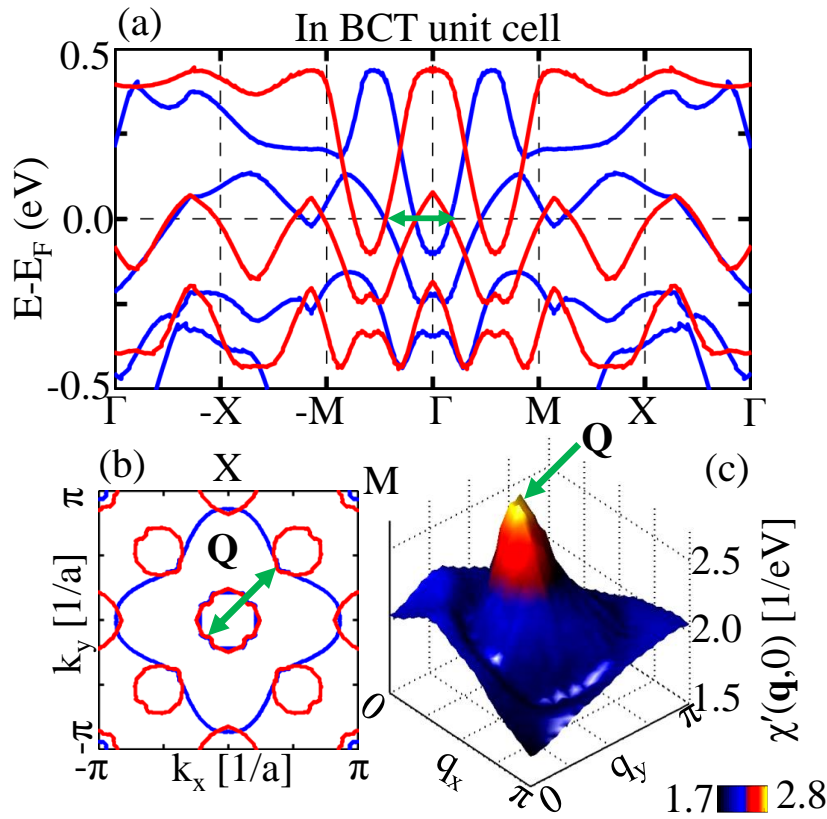 (a) In BCT unit cell
0.5
0.0
-0.5
E-E_F (eV)
Γ -X -M Γ M X Γ
(b) X M
π
Q
k_y [1/a]
-π
-π k_x [1/a] π
Q
(c)
2.5
2.0
1.5
χ′(q,0) [1/eV]
0
q_x
π
0
q_y
π
1.7 2.8